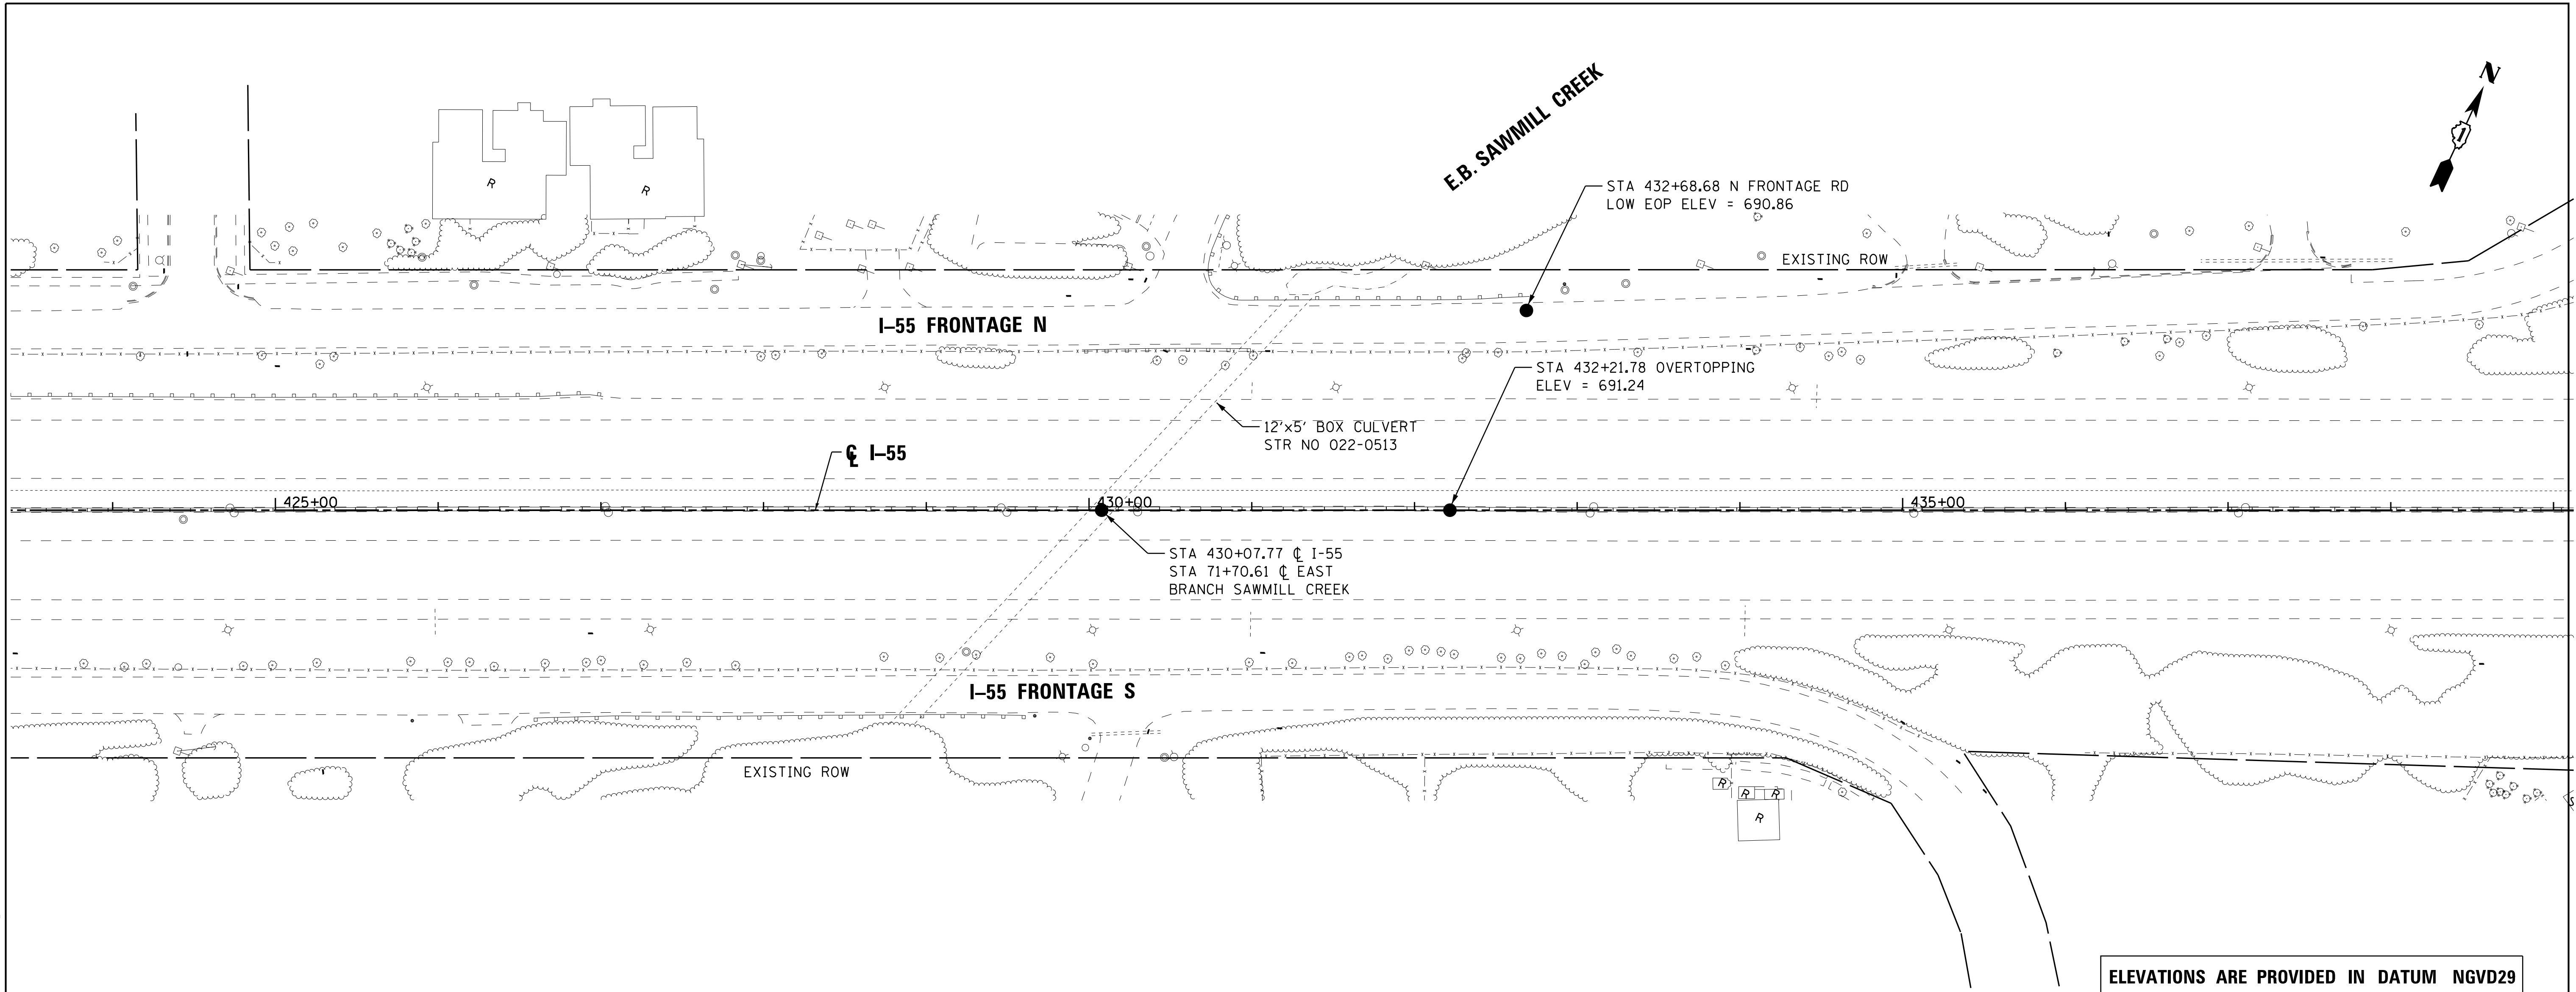 N
E.B. SAWMILL CREEK
STA 432+68.68 N FRONTAGE RD
LOW EOP ELEV = 690.86
R
R
EXISTING ROW
I-55 FRONTAGE N
STA 432+21.78 OVERTOPPING
ELEV = 691.24
12'x5' BOX CULVERT
STR NO 022-0513
℄ I-55
425+00
430+00
435+00
STA 430+07.77 ℄ I-55
STA 71+70.61 ℄ EAST
BRANCH SAWMILL CREEK
I-55 FRONTAGE S
EXISTING ROW
R
R
R
R
ELEVATIONS ARE PROVIDED IN DATUM NGVD29